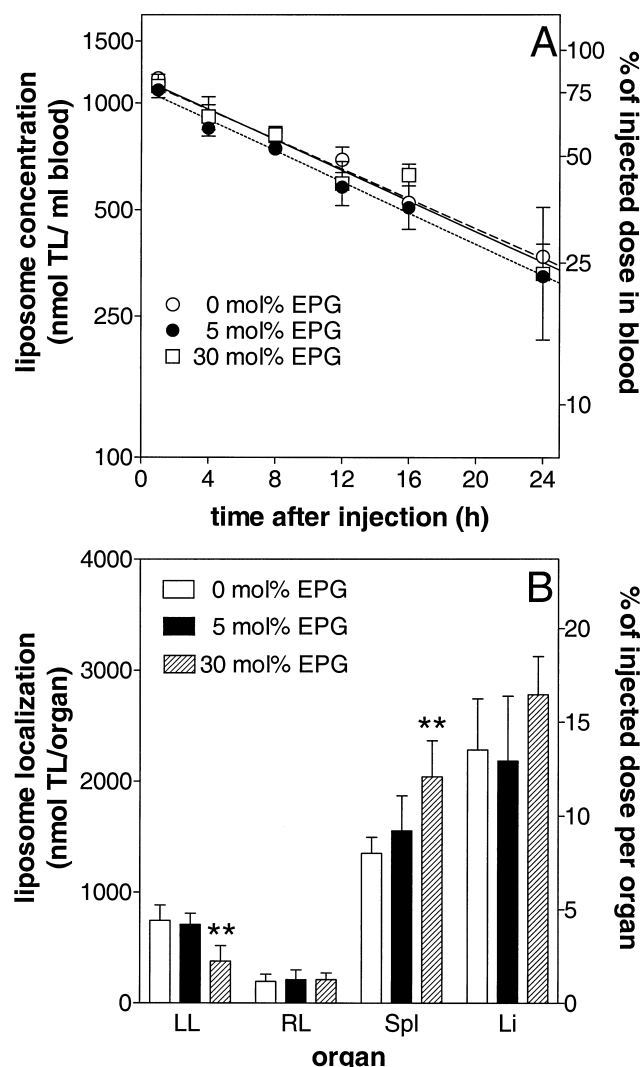 A
1500
1000
500
250
100
liposome concentration
(nmol TL/ ml blood)
100
75
50
25
10
% of injected dose in blood
0 mol% EPG
5 mol% EPG
30 mol% EPG
0 4 8 12 16 20 24
time after injection (h)
B
4000
3000
2000
1000
0
liposome localization
(nmol TL/organ)
20
15
10
5
0
% of injected dose per organ
0 mol% EPG
5 mol% EPG
30 mol% EPG
**
**
LL RL Spl Li
organ